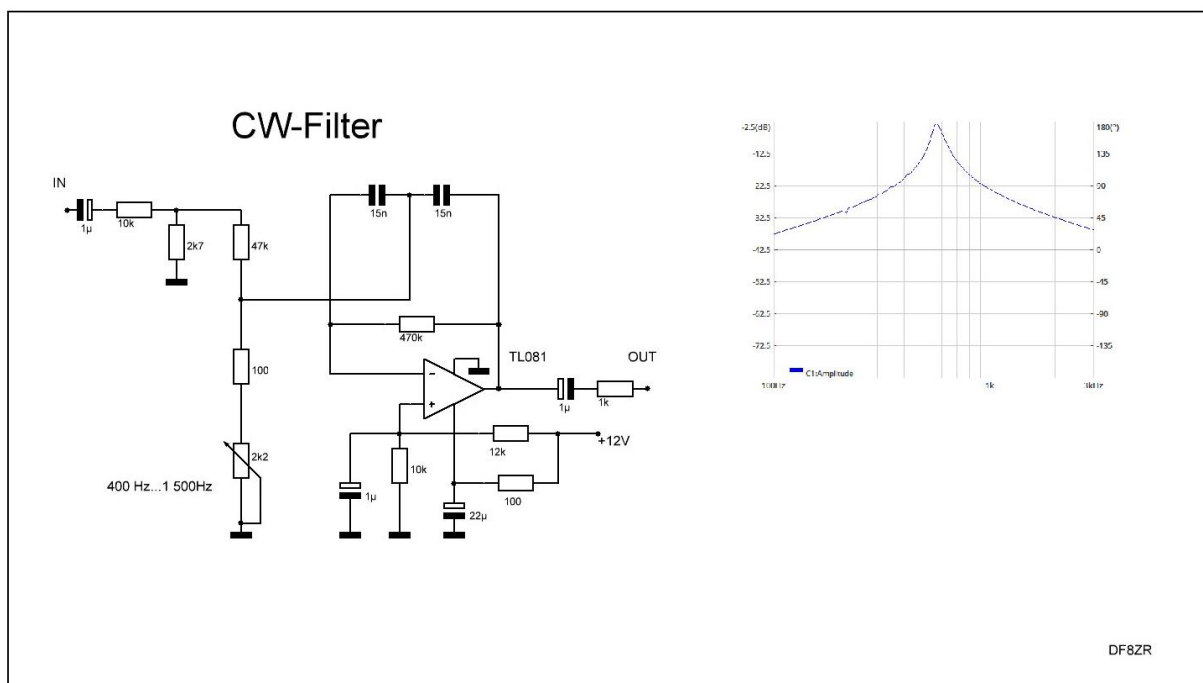 CW-Filter
IN
1µ
10k
2k7
47k
15n
15n
470k
100
TL081
OUT
1µ
1k
+12V
12k
2k2
10k
100
400 Hz...1 500Hz
1µ
22µ
-2.5(dB)
-12.5
22.5
32.5
-42.5
-52.5
-62.5
-72.5
180(°)
135
90
45
0
-45
-90
-135
C1:Amplitude
100Hz
1k
3kHz
DF8ZR